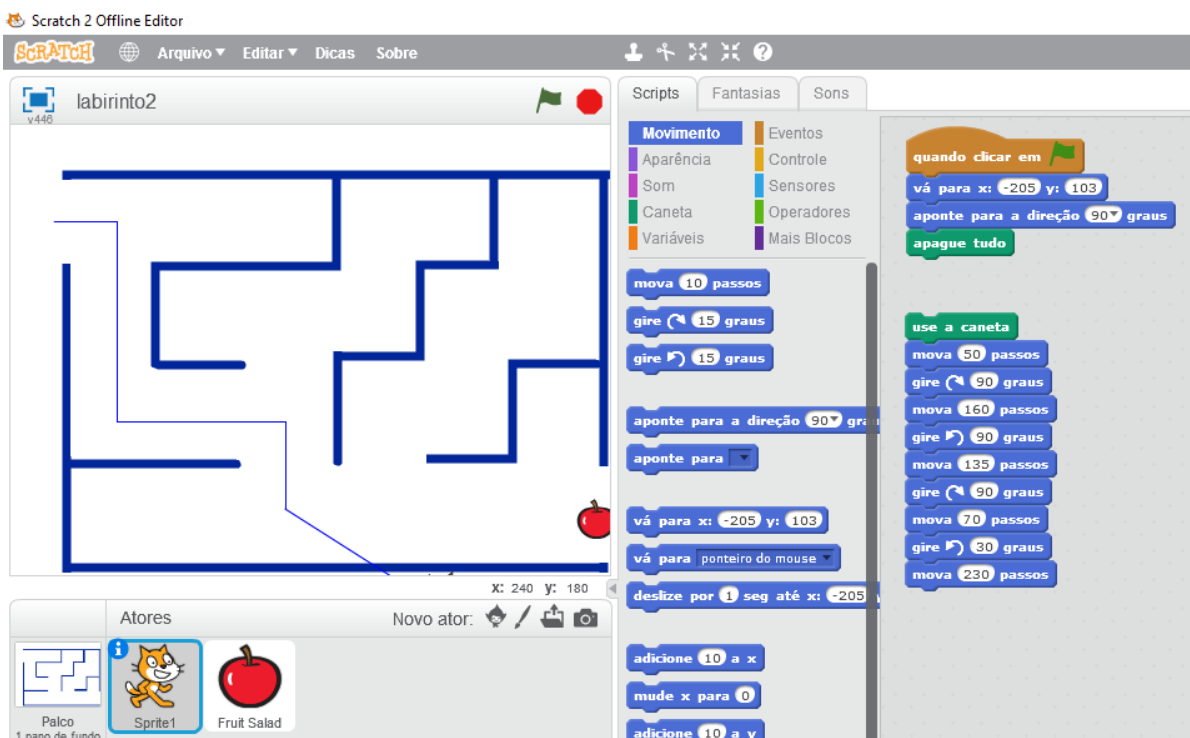 Scratch 2 Offline Editor
SCRATCH
Arquivo
Editar
Dicas
Sobre
labirinto2
v446
x: 240 y: 180
Atores
Novo ator:
Palco
1 pano de fundo
Sprite1
Fruit Salad
Scripts
Fantasias
Sons
Movimento
Aparência
Som
Caneta
Variáveis
Eventos
Controle
Sensores
Operadores
Mais Blocos
mova 10 passos
gire 15 graus
gire 15 graus
aponte para a direção 90 gra
aponte para
vá para x: -205 y: 103
vá para ponteiro do mouse
deslize por 1 seg até x: -205
adicione 10 a x
mude x para 0
adicione 10 a y
quando clicar em
vá para x: -205 y: 103
aponte para a direção 90 graus
apague tudo
use a caneta
mova 50 passos
gire 90 graus
mova 160 passos
gire 90 graus
mova 135 passos
gire 90 graus
mova 70 passos
gire 30 graus
mova 230 passos